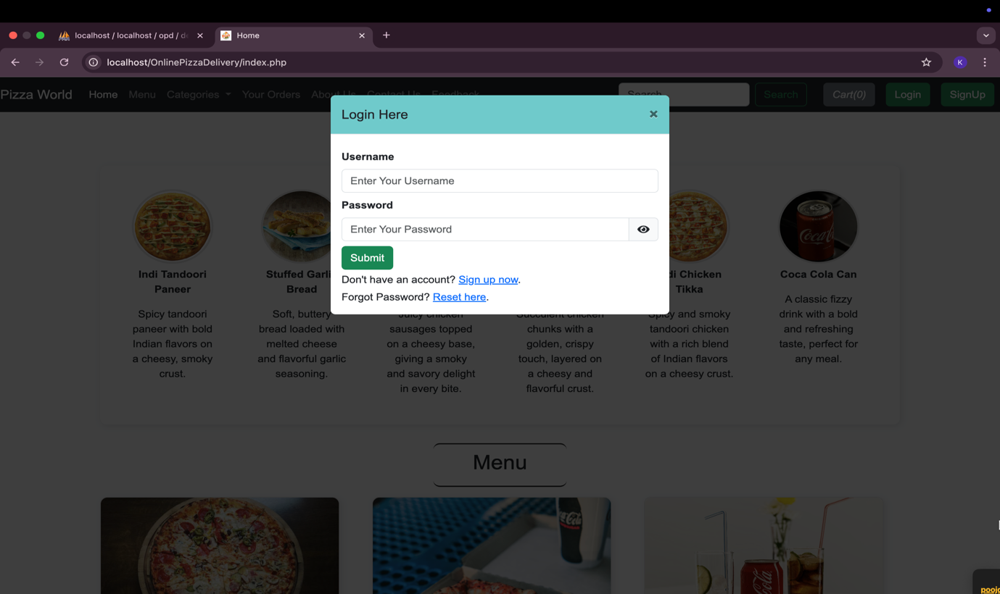 localhost / localhost / opd / de
Home
localhost/OnlinePizzaDelivery/index.php
K
Pizza World Home Menu Categories Your Orders About Us Contact Us Feedback Search Search Cart(0) Login SignUp
Login Here
Username
Enter Your Username
Password
Enter Your Password
Submit
Don't have an account? Sign up now.
Forgot Password? Reset here.
Indi Tandoori
Paneer
Spicy tandoori
paneer with bold
Indian flavors on
a cheesy, smoky
crust.
Stuffed Garli
Bread
Soft, buttery
bread loaded with
melted cheese
and flavorful garlic
seasoning.
Juicy chicken
sausages topped
on a cheesy base,
giving a smoky
and savory delight
in every bite.
Succulent chicken
chunks with a
golden, crispy
touch, layered on
a cheesy and
flavorful crust.
di Chicken
Tikka
Spicy and smoky
tandoori chicken
with a rich blend
of Indian flavors
on a cheesy crust.
Coca Cola Can
A classic fizzy
drink with a bold
and refreshing
taste, perfect for
any meal.
Menu